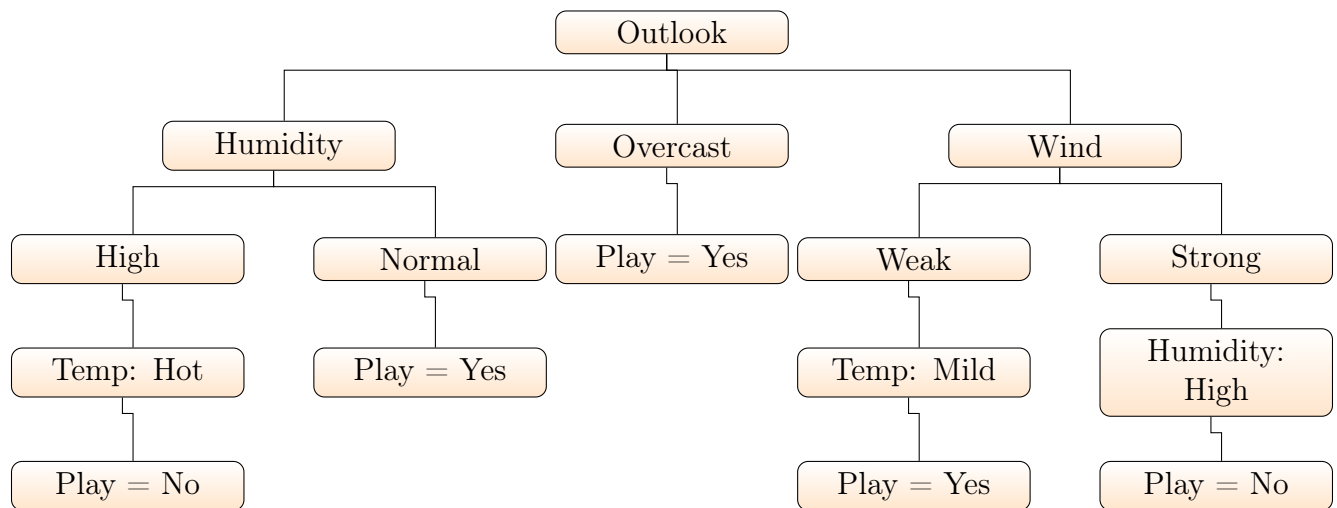 Outlook
Humidity
Overcast
Wind
High
Normal
Play = Yes
Weak
Strong
Temp: Hot
Play = Yes
Temp: Mild
Humidity:
High
Play = No
Play = Yes
Play = No